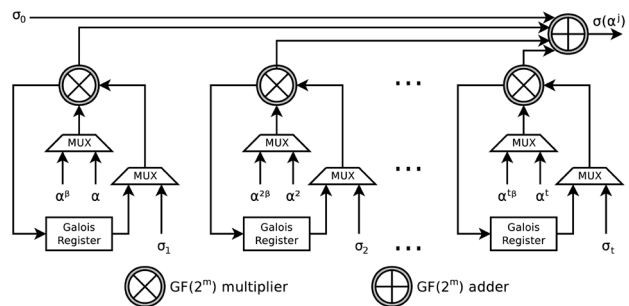 σ₀
σ(αʲ)
... 
MUX MUX MUX
α^β α α^2β α² α^tβ α^t
MUX MUX ... MUX
Galois Register Galois Register Galois Register
σ₁ σ₂ ... σₜ
GF(2^m) multiplier GF(2^m) adder